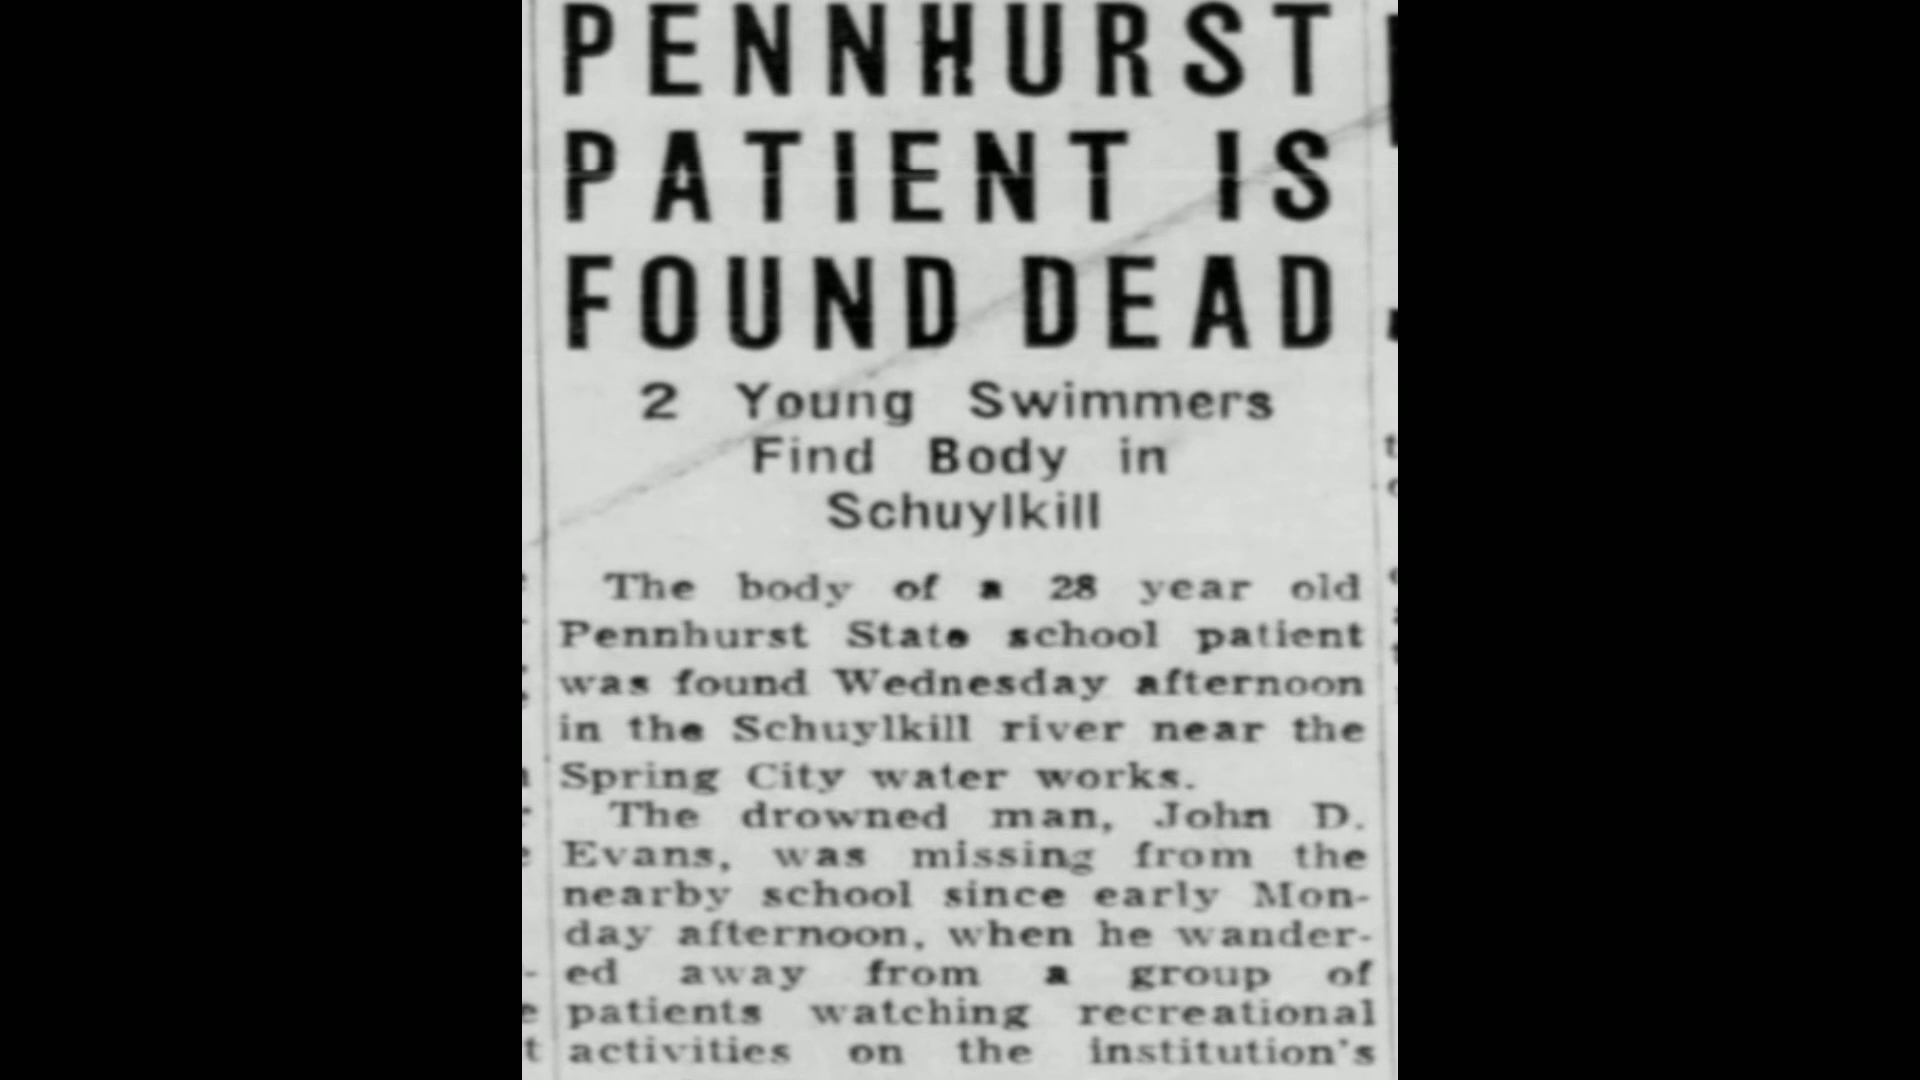 PENNHURST
PATIENT IS
FOUND DEAD
2 Young Swimmers
Find Body in
Schuylkill
The body of a 28 year old
Pennhurst State school patient
was found Wednesday afternoon
in the Schuylkill river near the
Spring City water works.
The drowned man, John D.
Evans, was missing from the
nearby school since early Mon-
day afternoon, when he wander-
ed away from a group of
patients watching recreational
activities on the institution's